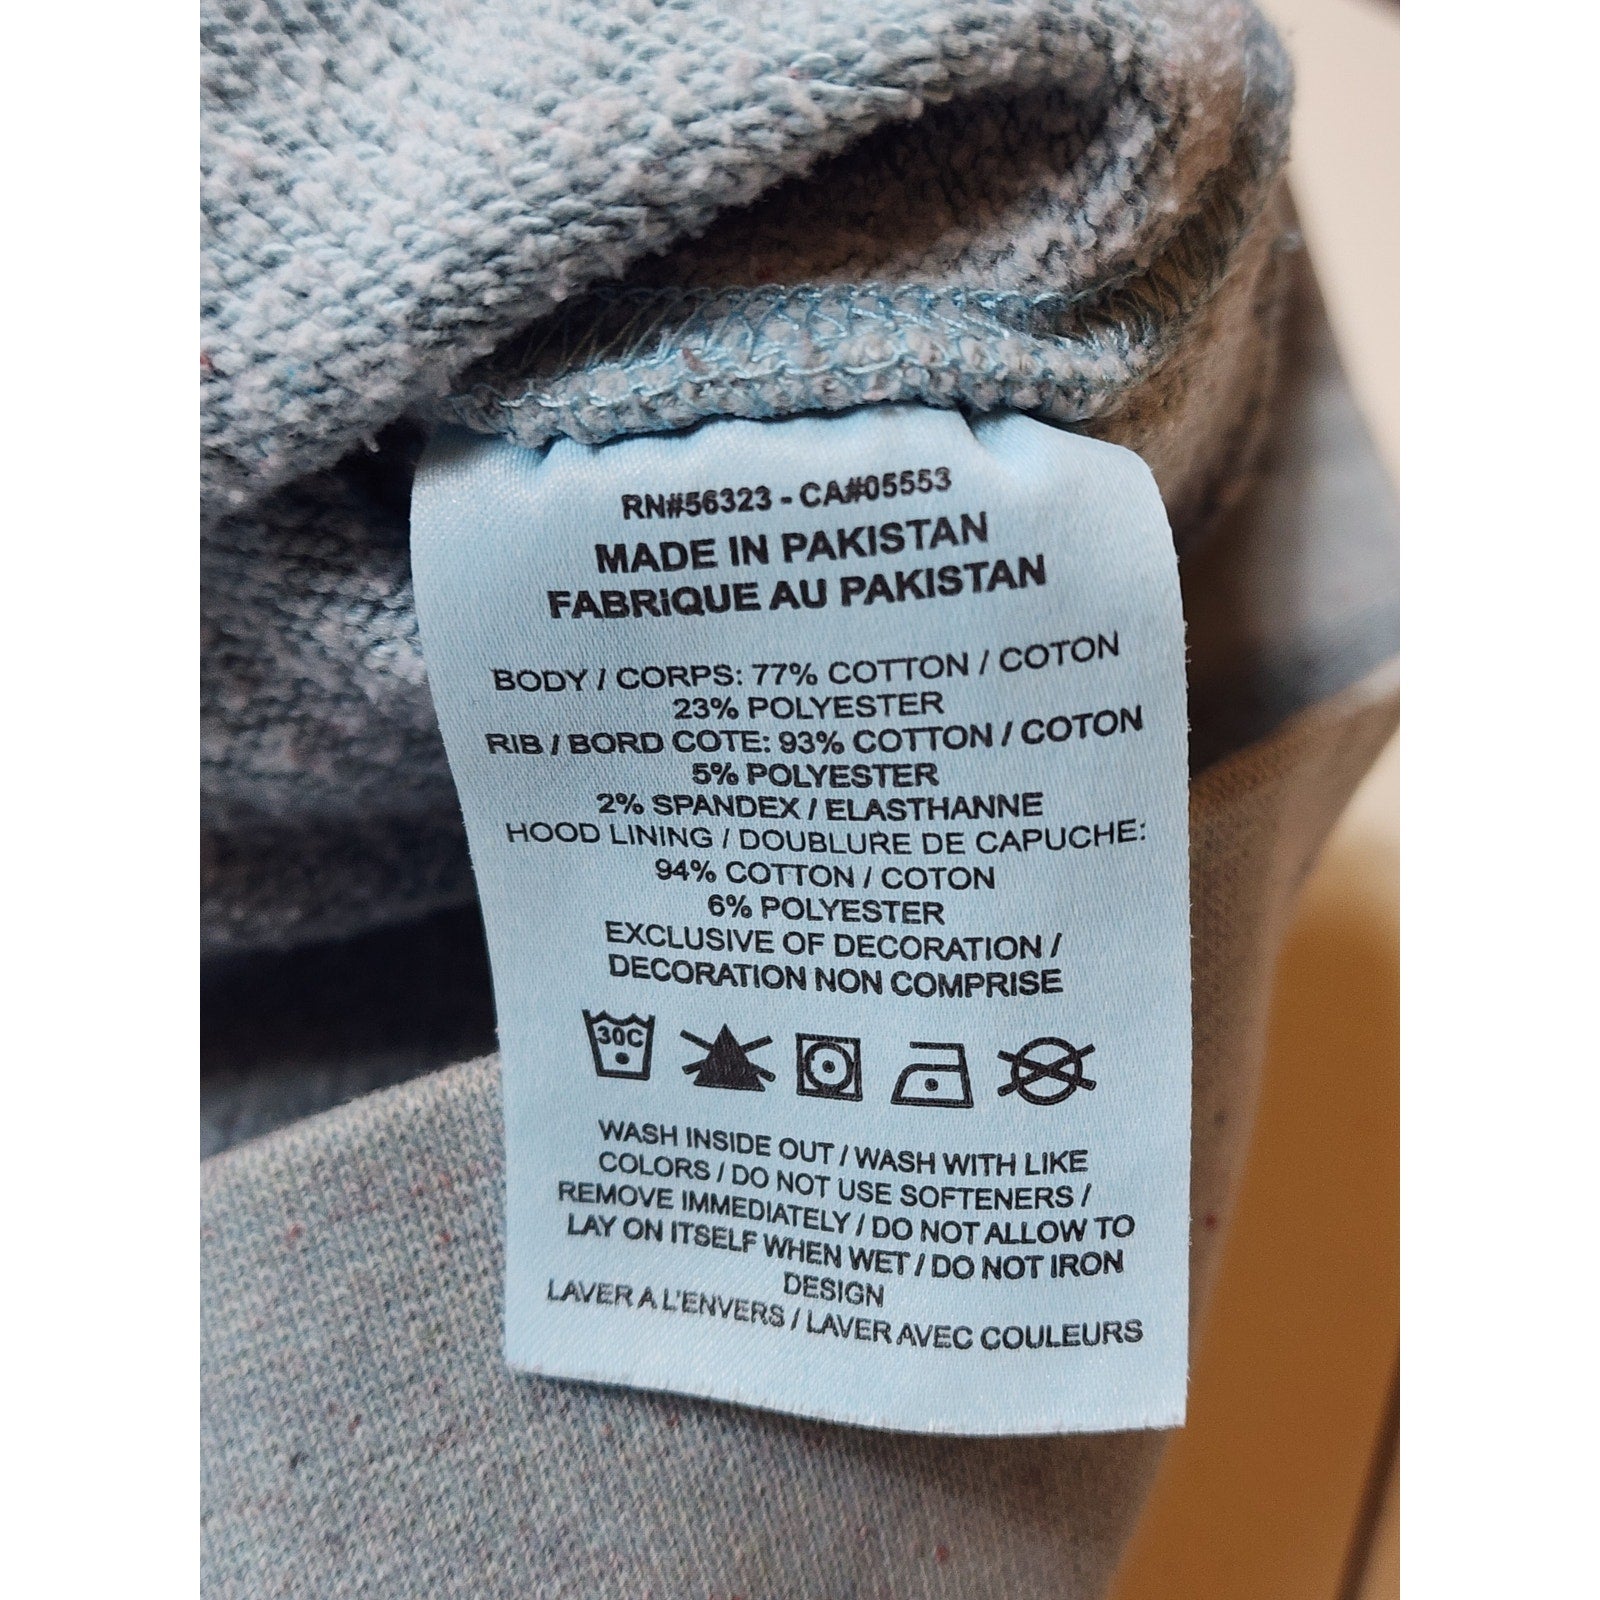 RN#56323 - CA#05553
MADE IN PAKISTAN
FABRIQUE AU PAKISTAN
BODY / CORPS: 77% COTTON / COTON
23% POLYESTER
RIB / BORD COTE: 93% COTTON / COTON
5% POLYESTER
2% SPANDEX / ELASTHANNE
HOOD LINING / DOUBLURE DE CAPUCHE:
94% COTTON / COTON
6% POLYESTER
EXCLUSIVE OF DECORATION /
DECORATION NON COMPRISE
30C
WASH INSIDE OUT / WASH WITH LIKE
COLORS / DO NOT USE SOFTENERS /
REMOVE IMMEDIATELY / DO NOT ALLOW TO
LAY ON ITSELF WHEN WET / DO NOT IRON
DESIGN
LAVER A L'ENVERS / LAVER AVEC COULEURS